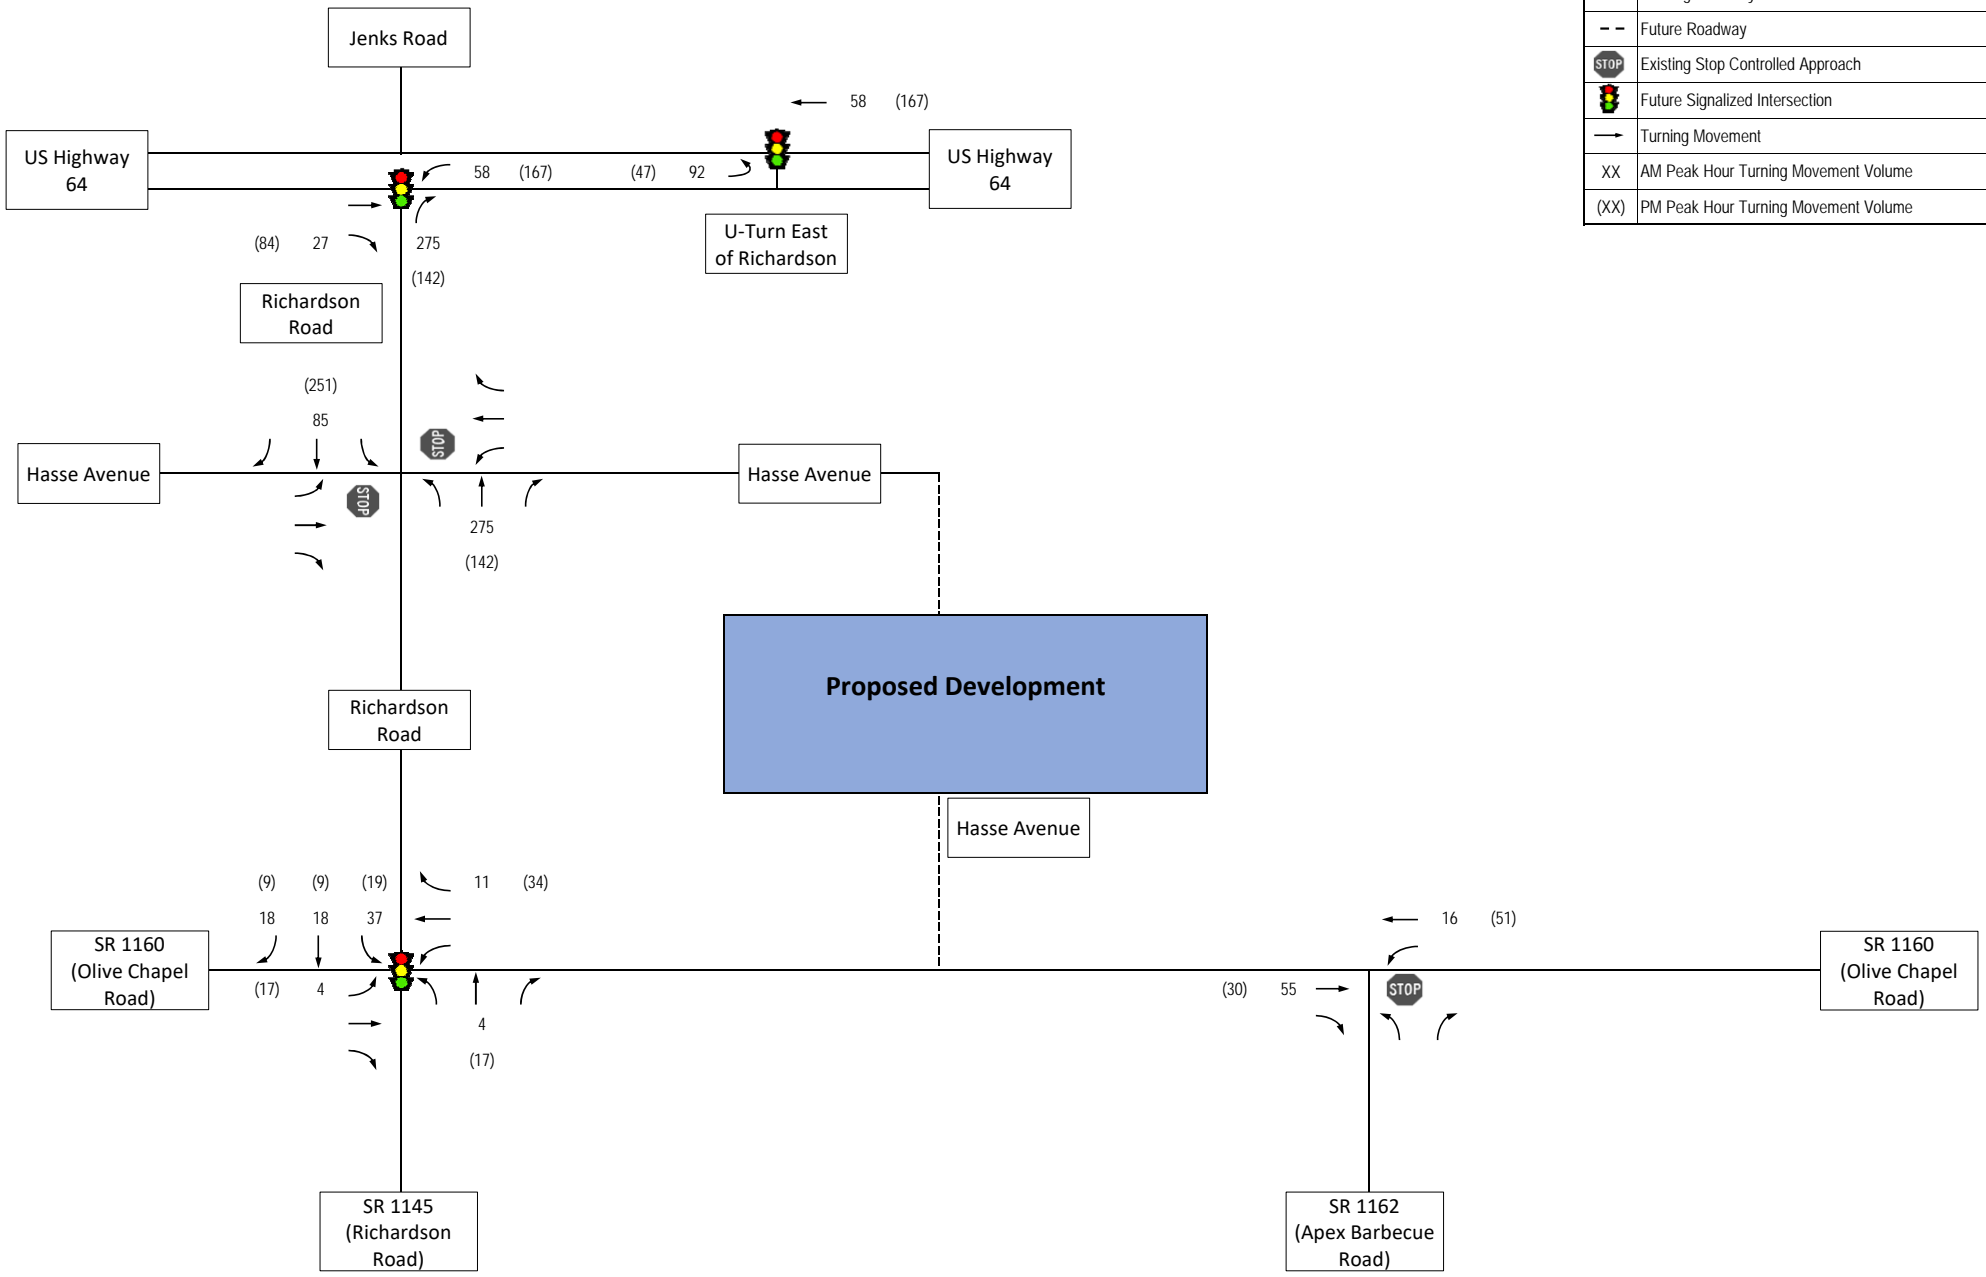 Jenks Road
Future Roadway
STOP
Existing Stop Controlled Approach
Future Signalized Intersection
Turning Movement
XX
AM Peak Hour Turning Movement Volume
(XX)
PM Peak Hour Turning Movement Volume
58 (167)
US Highway
64
58 (167)
(47) 92
US Highway
64
(84) 27
275
(142)
U-Turn East
of Richardson
Richardson
Road
(251)
85
STOP
Hasse Avenue
STOP
Hasse Avenue
275
(142)
Proposed Development
Richardson
Road
Hasse Avenue
(9) (9) (19)
18 18 37
11 (34)
SR 1160
(Olive Chapel
Road)
(17) 4
4
(17)
16 (51)
(30) 55
STOP
SR 1160
(Olive Chapel
Road)
SR 1145
(Richardson
Road)
SR 1162
(Apex Barbecue
Road)